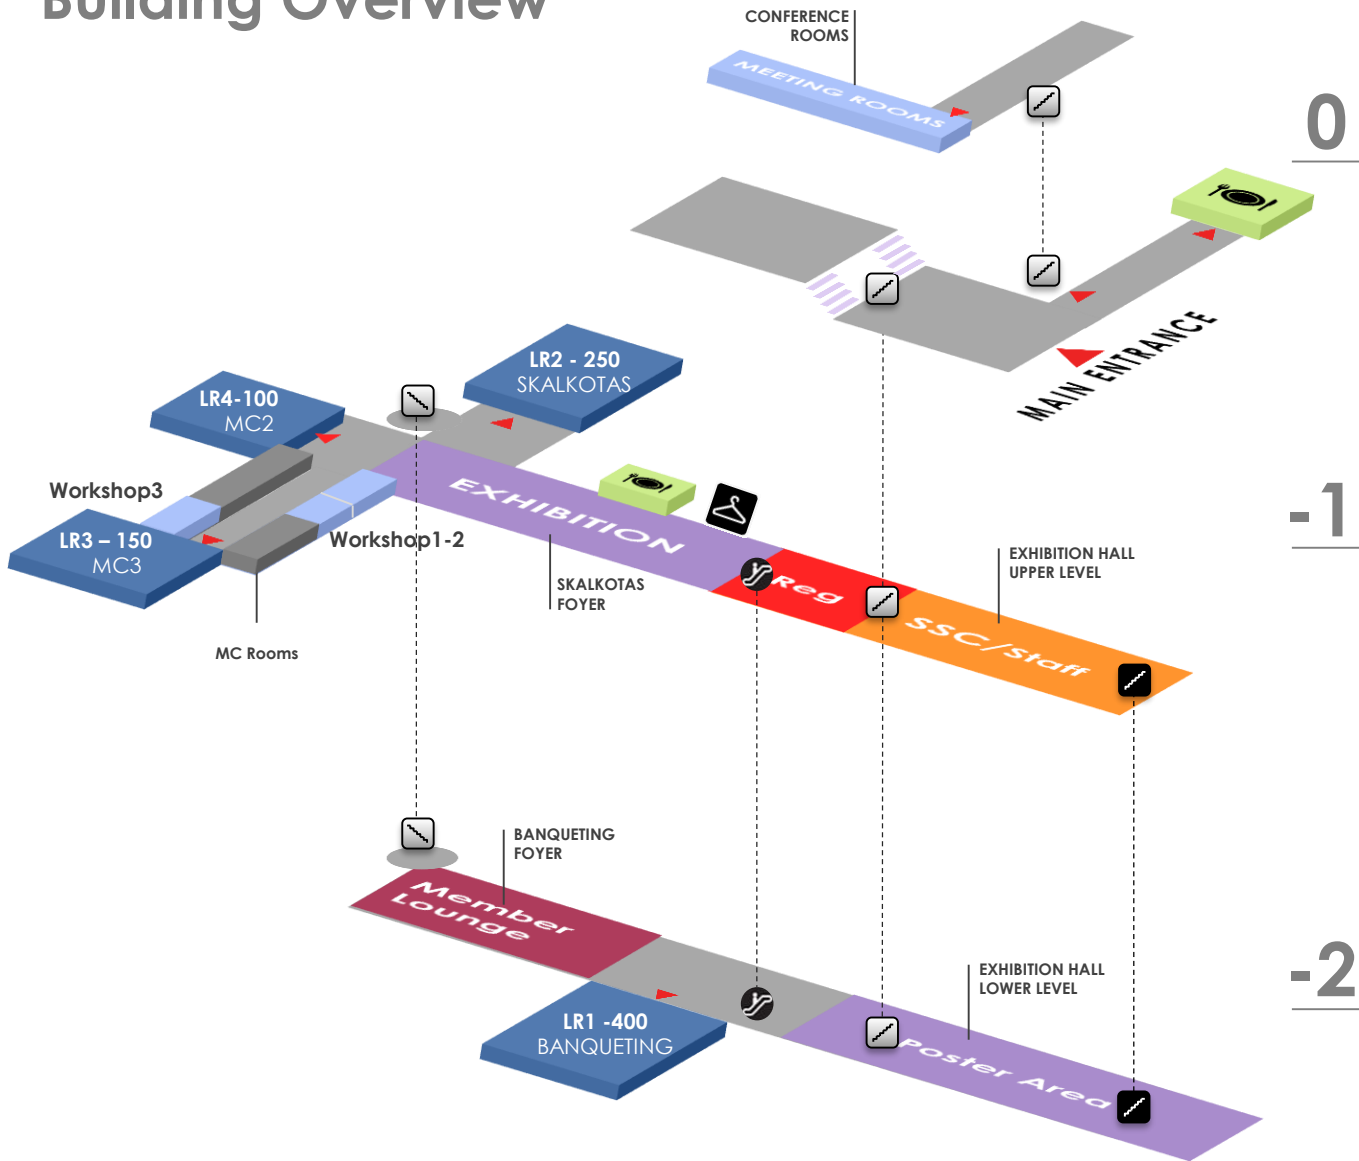 Building Overview
CONFERENCE
ROOMS
MEETING ROOMS
0
MAIN ENTRANCE
LR2 - 250
SKALKOTAS
LR4-100
MC2
EXHIBITION
Workshop3
Workshop1-2
LR3 – 150
MC3
-1
EXHIBITION HALL
UPPER LEVEL
SKALKOTAS
FOYER
Reg
SSC/Staff
MC Rooms
BANQUETING
FOYER
Member
Lounge
-2
EXHIBITION HALL
LOWER LEVEL
LR1 -400
BANQUETING
Poster Area